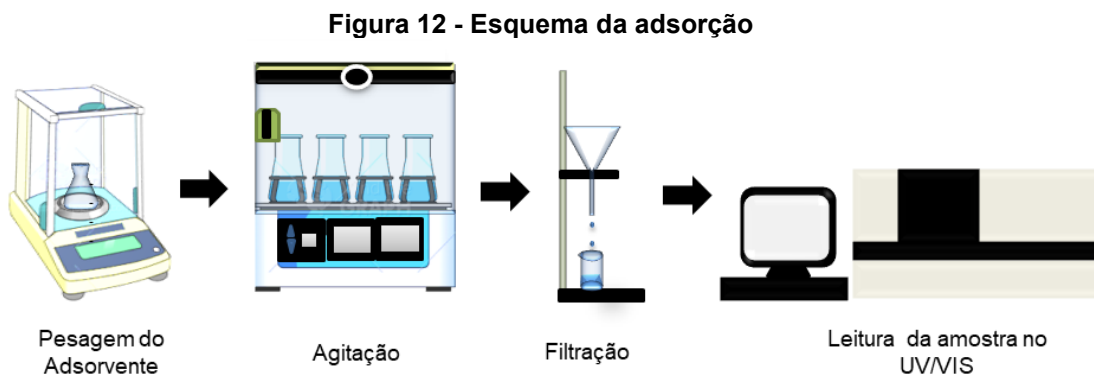 Figura 12 - Esquema da adsorção
Pesagem do
Adsorvente
Agitação
Filtração
Leitura da amostra no
UV/VIS